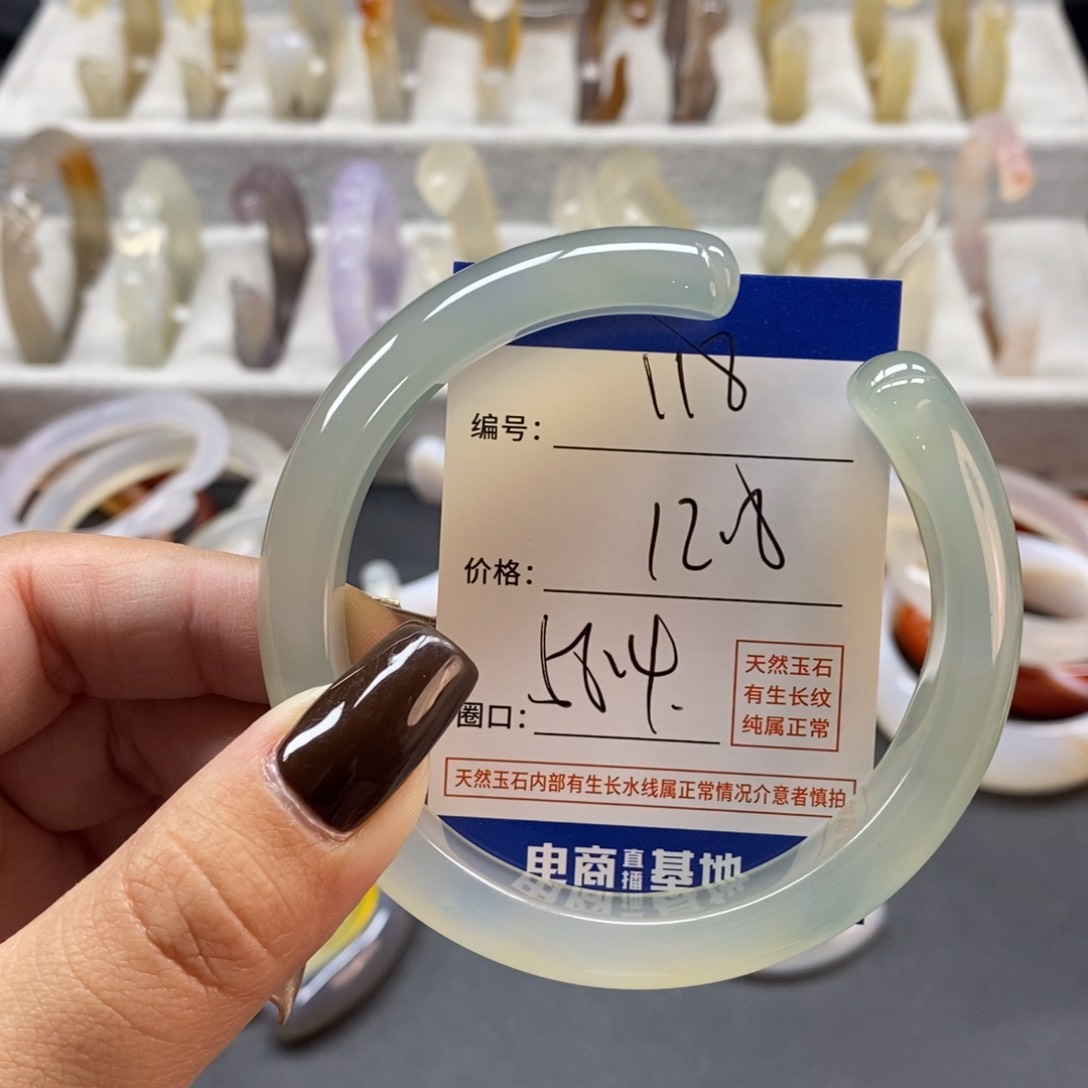 编号： 118
价格： 128
圈口： 58.4
天然玉石
有生长纹
纯属正常
天然玉石内部有生长水线属正常情况介意者慎拍
电商直播基地